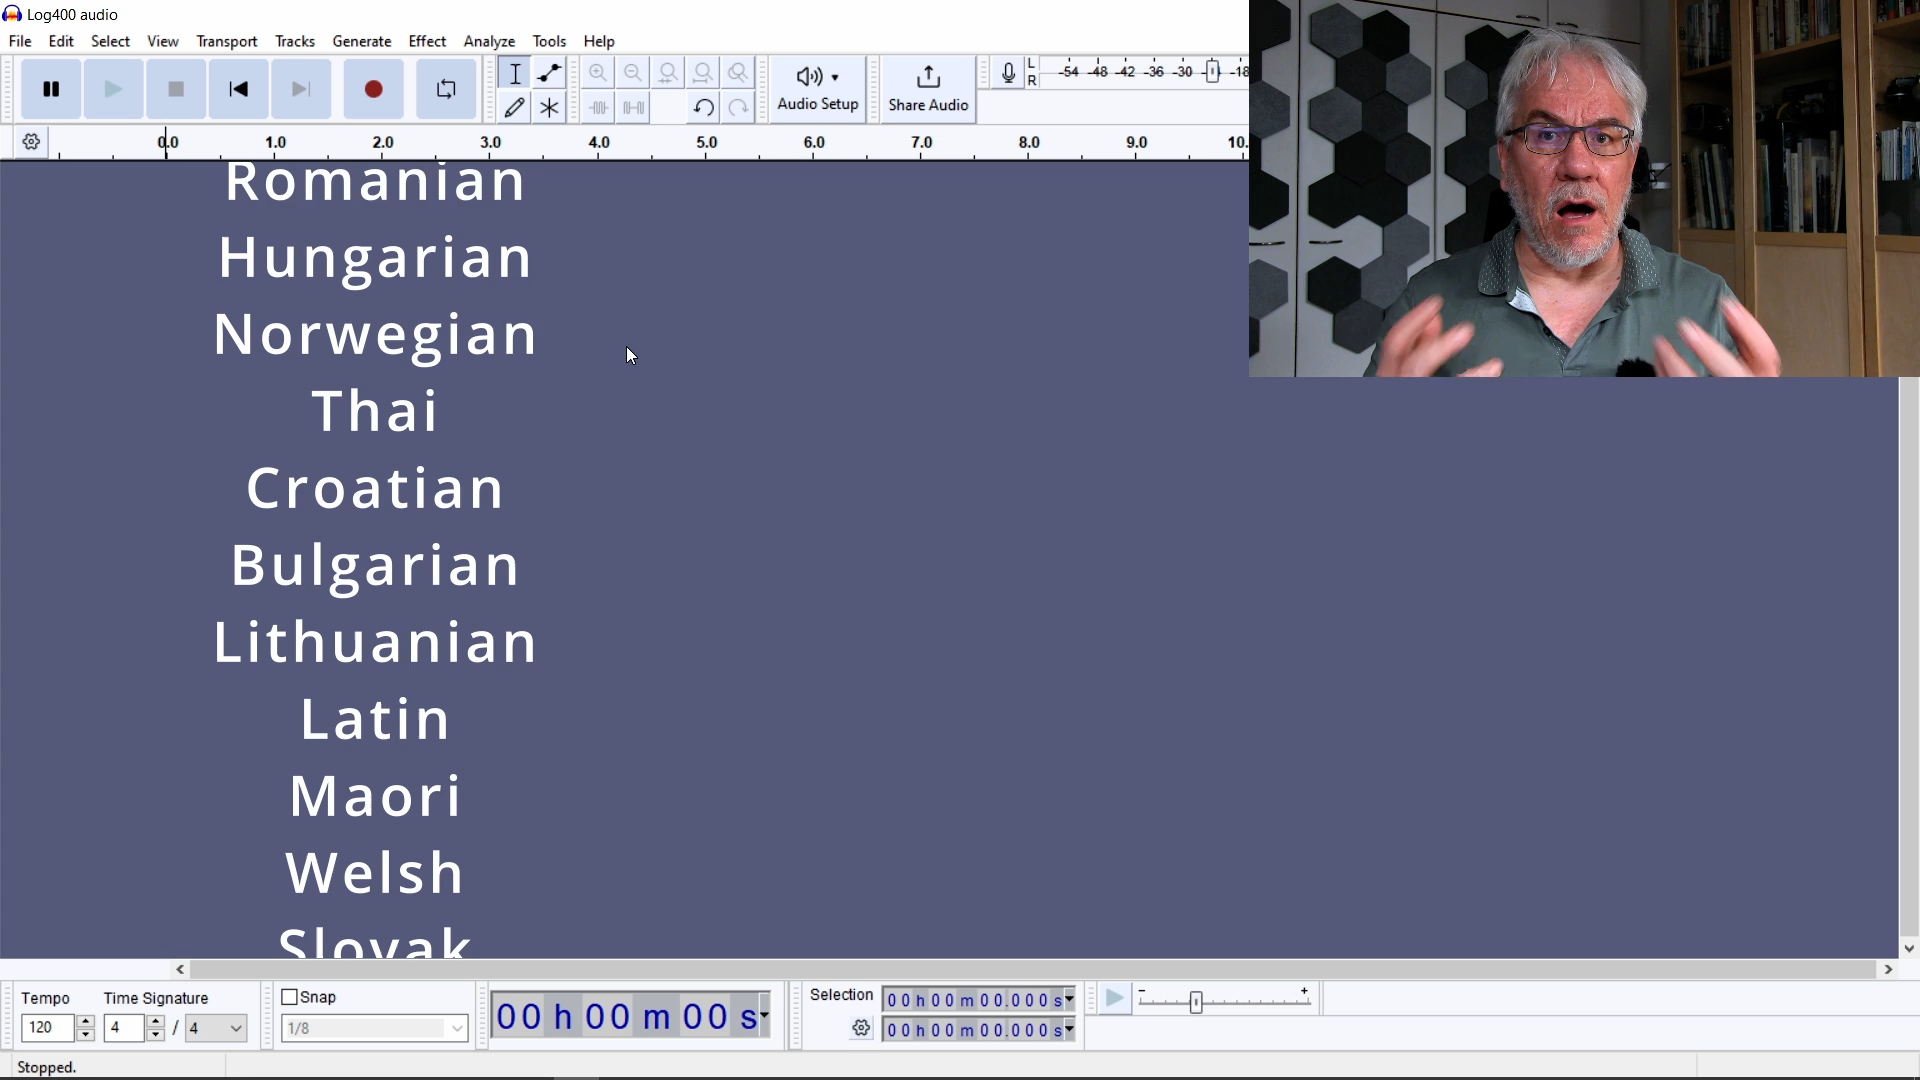 Log400 audio
File Edit Select View Transport Tracks Generate Effect Analyze Tools Help
Audio Setup
Share Audio
L
R
-54 -48 -42 -36 -30 -18
0.0 1.0 2.0 3.0 4.0 5.0 6.0 7.0 8.0 9.0 10.
Romanian
Hungarian
Norwegian
Thai
Croatian
Bulgarian
Lithuanian
Latin
Maori
Welsh
Slovak
Tempo Time Signature
120 4 / 4
Snap
1/8
00 h 00 m 00 s
Selection
00 h 00 m 00.000 s
00 h 00 m 00.000 s
- +
Stopped.